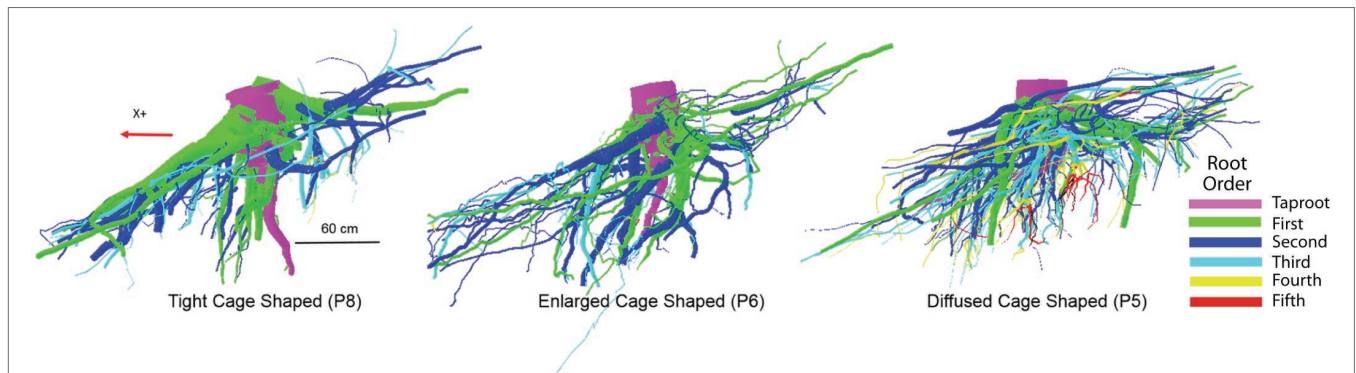 X+
60 cm
Tight Cage Shaped (P8)
Enlarged Cage Shaped (P6)
Diffused Cage Shaped (P5)
Root
Order
Taproot
First
Second
Third
Fourth
Fifth